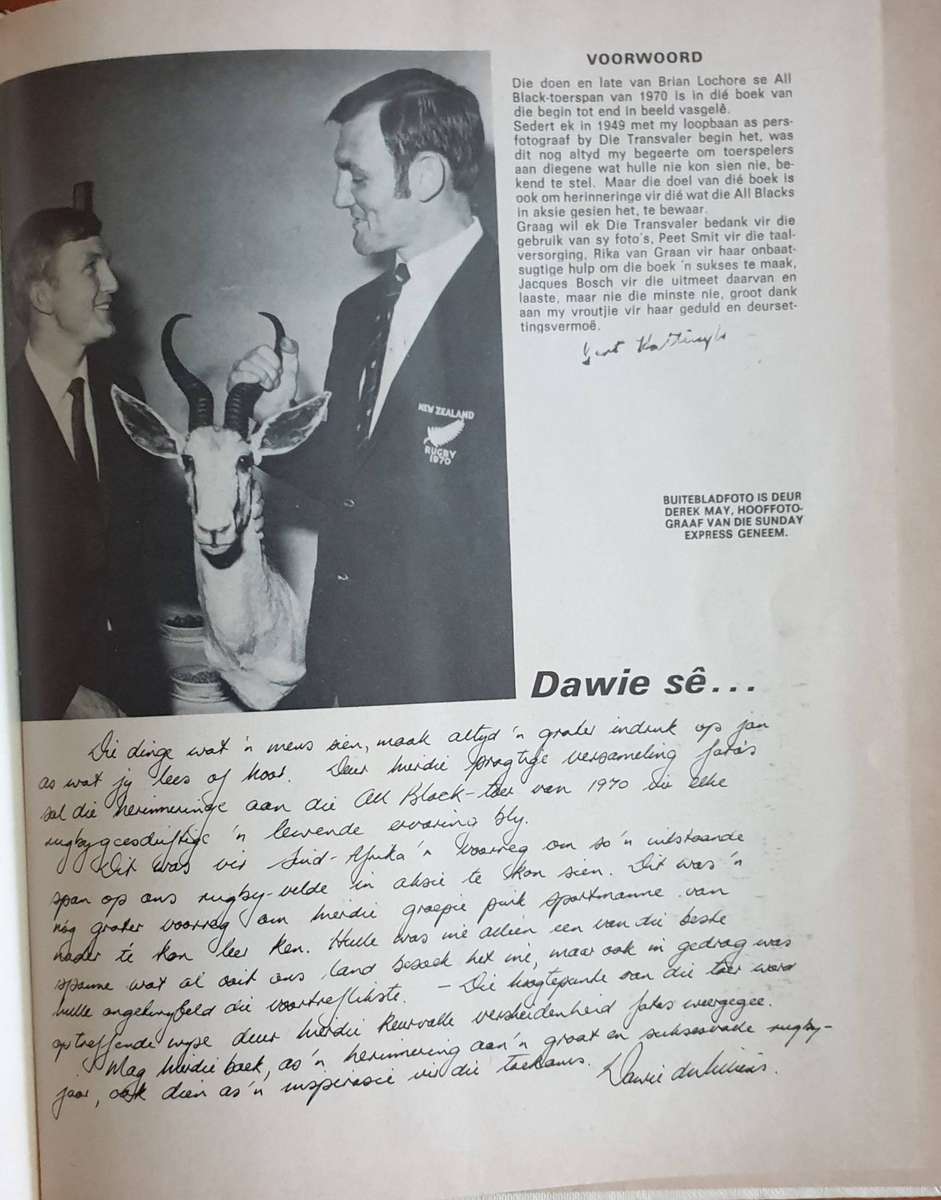 VOORWOORD
Die doen en late van Brian Lochore se All
Black-toerspan van 1970 is in dié boek van
die begin tot end in beeld vasgelê.
Sedert ek in 1949 met my loopbaan as pers-
fotograaf by Die Transvaler begin het, was
dit nog altyd my begeerte om toerspelers
aan diegene wat hulle nie kon sien nie, be-
kend te stel. Maar die doel van dié boek is
ook om herinneringe vir dié wat die All Blacks
in aksie gesien het, te bewaar.
Graag wil ek Die Transvaler bedank vir die
gebruik van sy foto's, Peet Smit vir die taal-
versorging, Rika van Graan vir haar onbaat-
sugtige hulp om die boek 'n sukses te maak,
Jacques Bosch vir die uitmeet daarvan en
laaste, maar nie die minste nie, groot dank
aan my vroutjie vir haar geduld en deurset-
tingsvermoë.
NEW ZEALAND
RUGBY
1970
BUITEBLADFOTO IS DEUR
DEREK MAY, HOOFFOTO-
GRAAF VAN DIE SUNDAY
EXPRESS GENEEM.
Dawie sê...
Die dinge wat 'n mens sien, maak altyd 'n groter indruk op jou
as wat jy lees of hoor. Deur hierdie pragtige versameling foto's
sal die herinneringe aan die All Black-toer van 1970 vir elke
rugbygeesdriftige 'n lewende ervaring bly.
Dit was vir Suid-Afrika 'n voorreg om so'n uitstaande
span op ons rugby-velde in aksie te kon sien. Dit was 'n
nóg groter voorreg om hierdie groepie puik sportmanne van
nader te kon leer ken. Hulle was nie alleen een van die beste
spanne wat al ooit ons land besoek het nie, maar ook in gedrag was
hulle ongetwyfeld die voortreflikste. - Die hoogtepunte van die toer word
op treffende wyse deur hierdie keurvolle verskeidenheid foto's weergegee.
Mag hierdie boek, as 'n herinnering aan 'n groot en suksesvolle rugby-
jaar, ook dien as 'n inspirasie vir die toekoms. Dawie de Villiers.